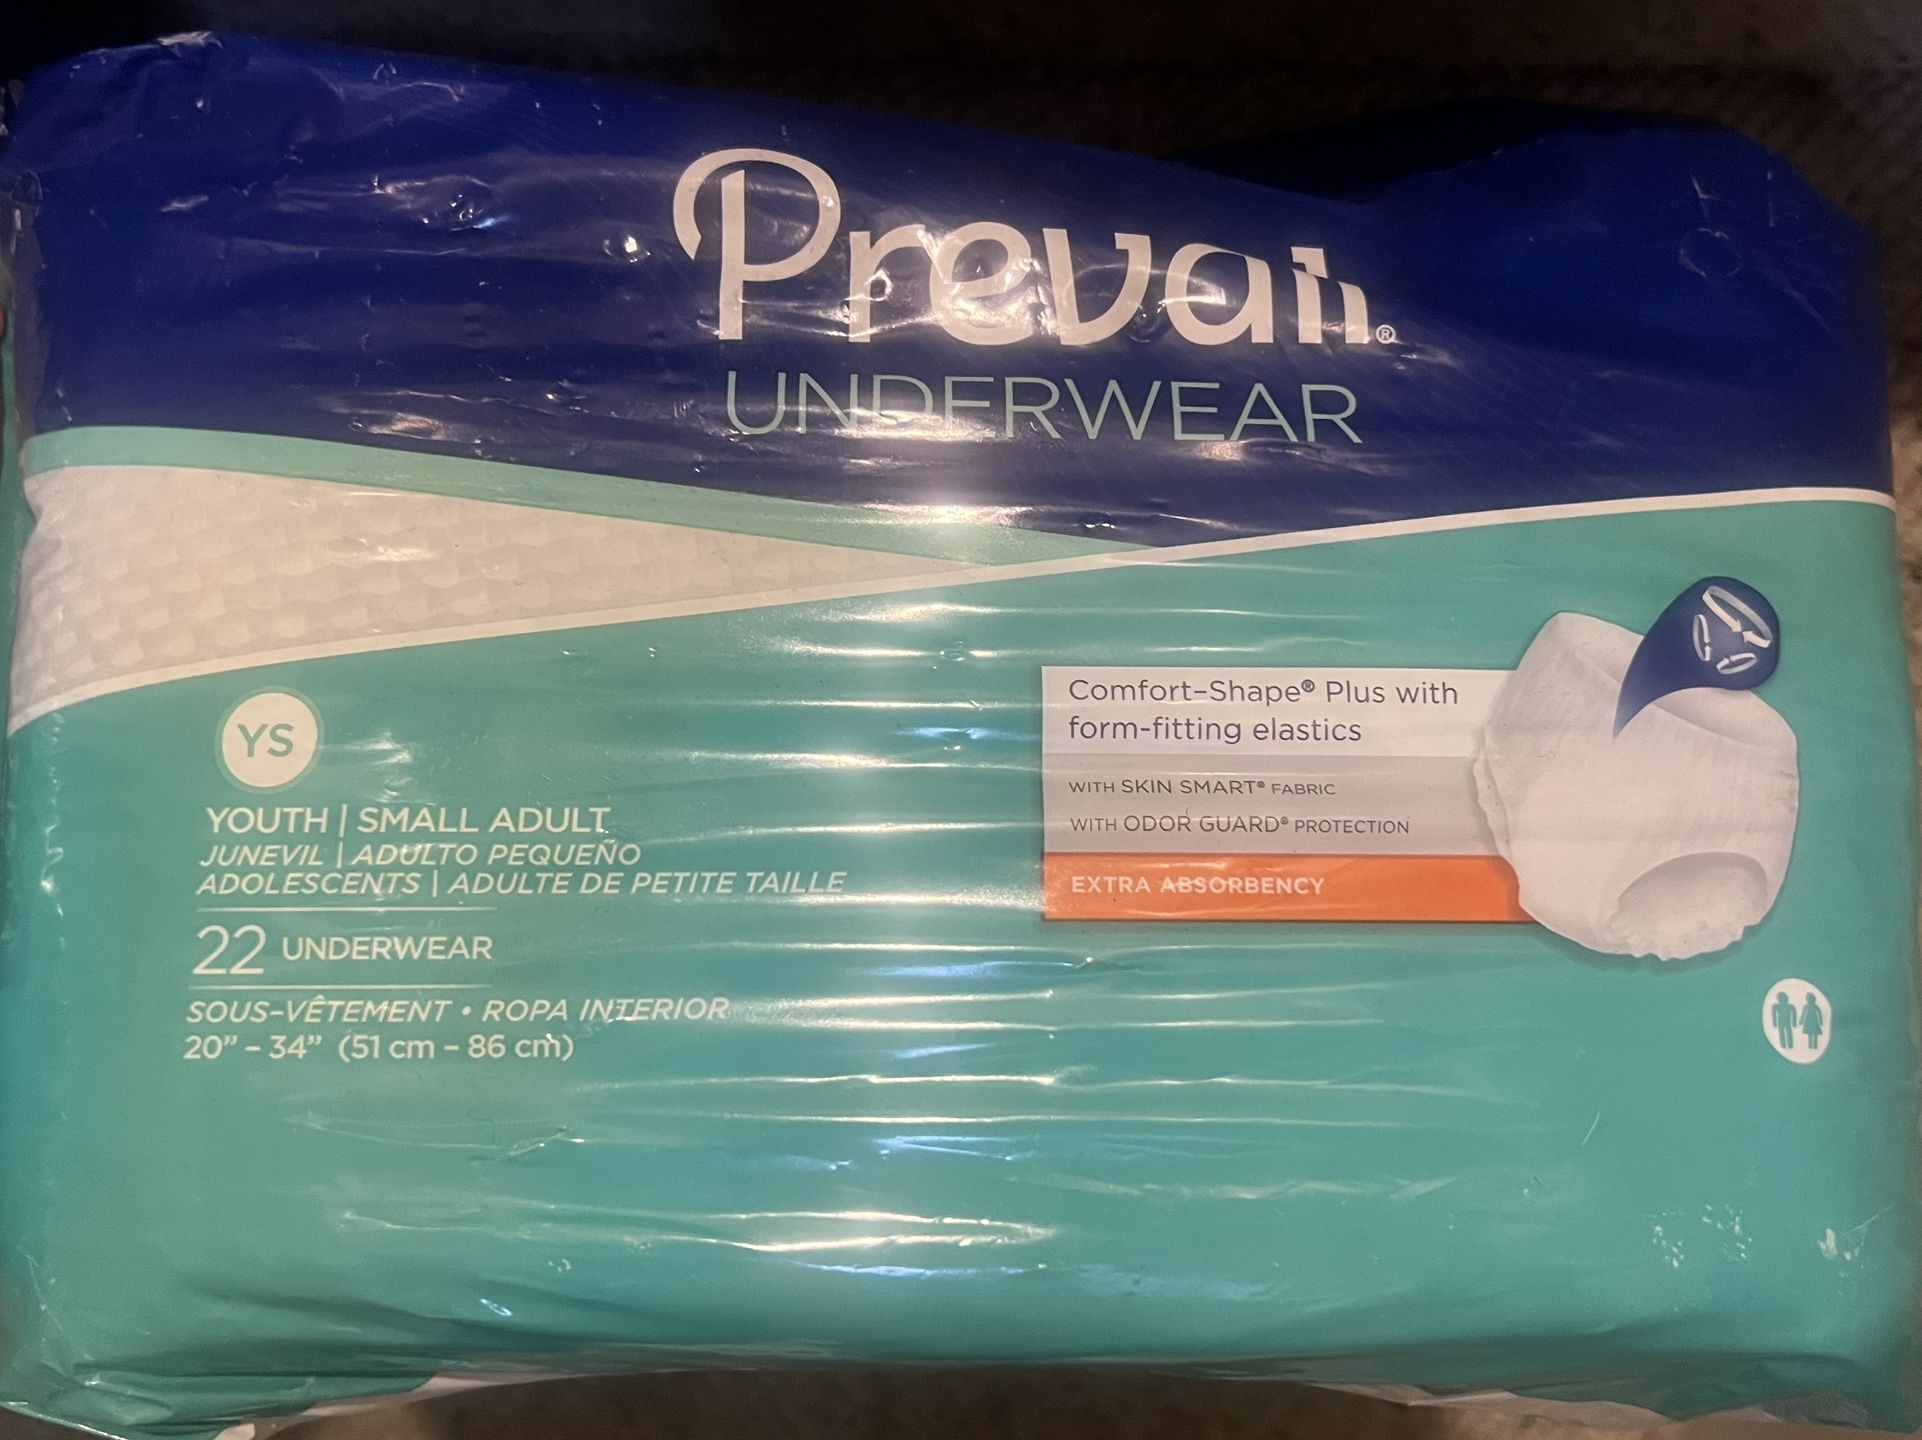 Prevail®
UNDERWEAR
YS
YOUTH | SMALL ADULT
JUNEVIL | ADULTO PEQUEÑO
ADOLESCENTS | ADULTE DE PETITE TAILLE
22 UNDERWEAR
SOUS-VÊTEMENT • ROPA INTERIOR
20” – 34” (51 cm – 86 cm)
Comfort–Shape® Plus with
form-fitting elastics
WITH SKIN SMART® FABRIC
WITH ODOR GUARD® PROTECTION
EXTRA ABSORBENCY